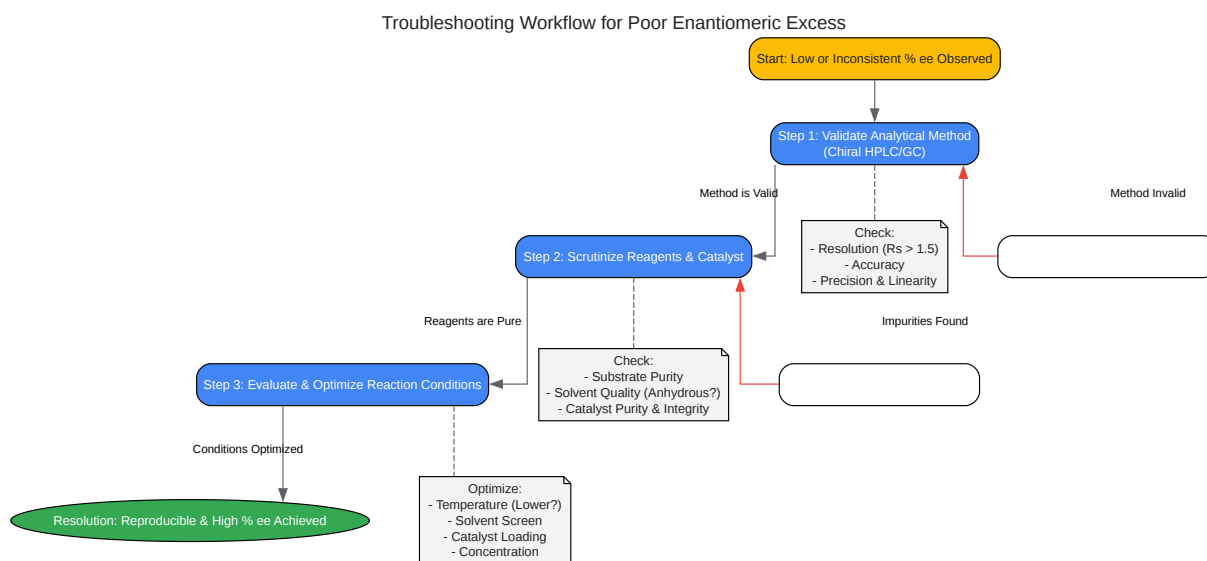 Troubleshooting Workflow for Poor Enantiomeric Excess
Start: Low or Inconsistent % ee Observed
Step 1: Validate Analytical Method
(Chiral HPLC/GC)
Method is Valid
Method Invalid
Check:
- Resolution (Rs > 1.5)
- Accuracy
- Precision & Linearity
Step 2: Scrutinize Reagents & Catalyst
Reagents are Pure
Impurities Found
Check:
- Substrate Purity
- Solvent Quality (Anhydrous?)
- Catalyst Purity & Integrity
Step 3: Evaluate & Optimize Reaction Conditions
Conditions Optimized
Optimize:
- Temperature (Lower?)
- Solvent Screen
- Catalyst Loading
- Concentration
Resolution: Reproducible & High % ee Achieved